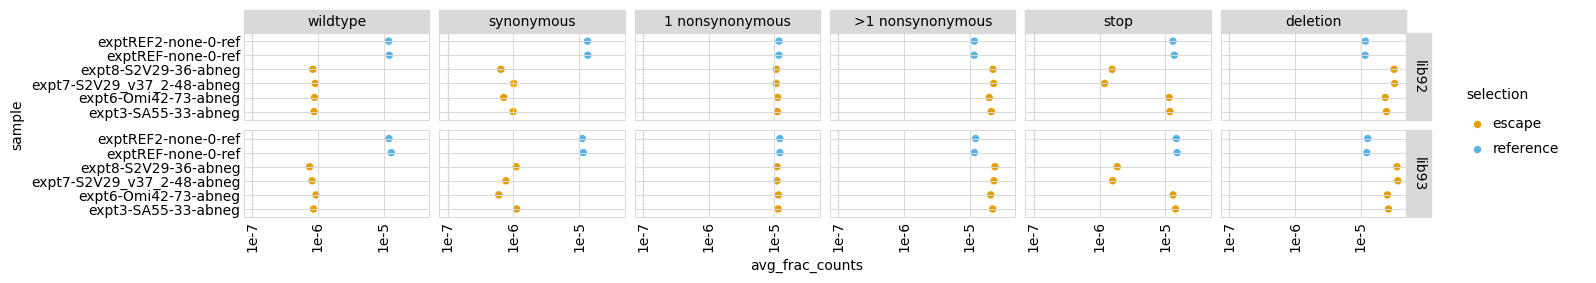 wildtype synonymous 1 nonsynonymous >1 nonsynonymous stop deletion
exptREF2-none-0-ref
exptREF-none-0-ref
expt8-S2V29-36-abneg
expt7-S2V29_v37_2-48-abneg
expt6-Omi42-73-abneg
expt3-SA55-33-abneg
lib92
sample
exptREF2-none-0-ref
exptREF-none-0-ref
expt8-S2V29-36-abneg
expt7-S2V29_v37_2-48-abneg
expt6-Omi42-73-abneg
expt3-SA55-33-abneg
lib93
1e-7 1e-6 1e-5 1e-7 1e-6 1e-5 1e-7 1e-6 1e-5 1e-7 1e-6 1e-5 1e-7 1e-6 1e-5 1e-7 1e-6 1e-5
avg_frac_counts
selection
escape
reference